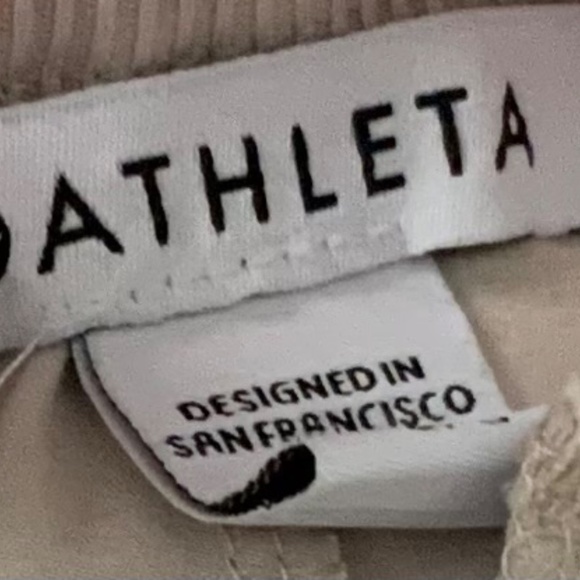 ATHLETA
DESIGNED IN
SAN FRANCISCO